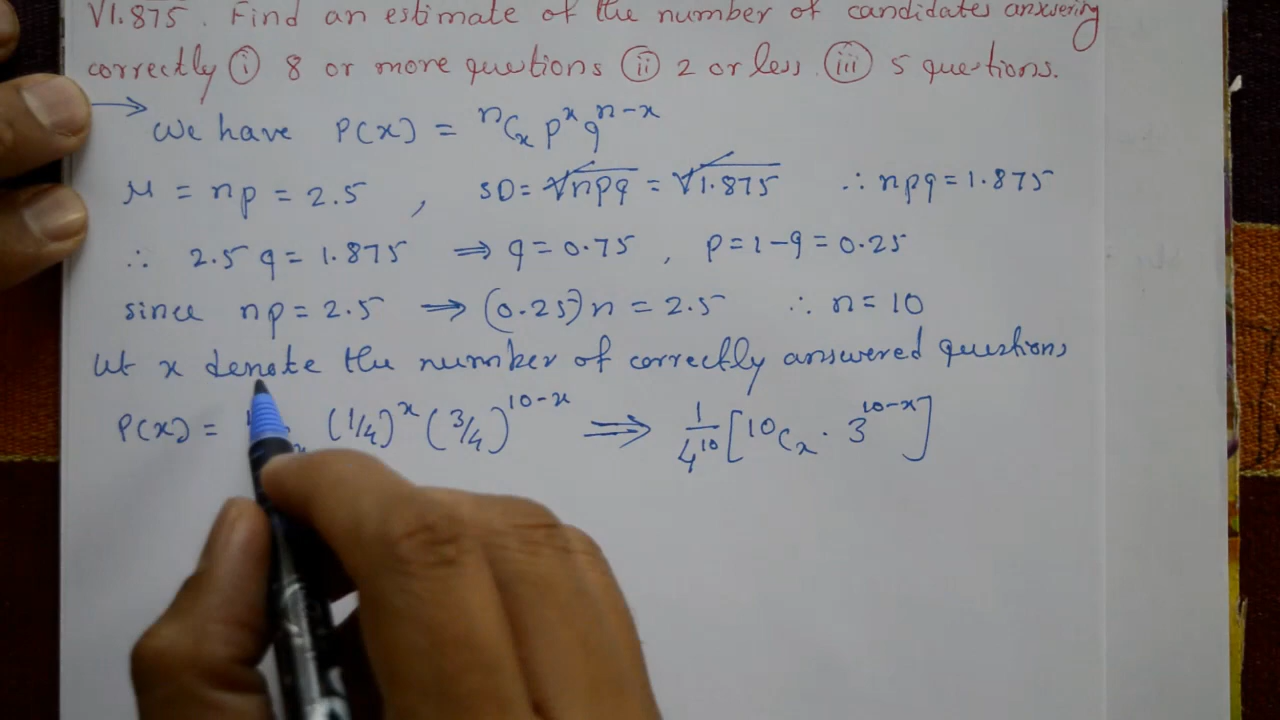 √1.875. Find an estimate of the number of candidates answering
correctly (i) 8 or more questions (ii) 2 or less (iii) 5 questions.
→ We have P(x) = ⁿCₓ pˣ qⁿ⁻ˣ
μ = np = 2.5 , SD = √npq = √1.875 ∴ npq = 1.875
∴ 2.5 q = 1.875 ⇒ q = 0.75 , p = 1-q = 0.25
since np = 2.5 ⇒ (0.25)n = 2.5 ∴ n = 10
Let x denote the number of correctly answered questions
P(x) = (1/4)ˣ (3/4)¹⁰⁻ˣ ⇒ 1/4¹⁰ [¹⁰Cₓ . 3¹⁰⁻ˣ]